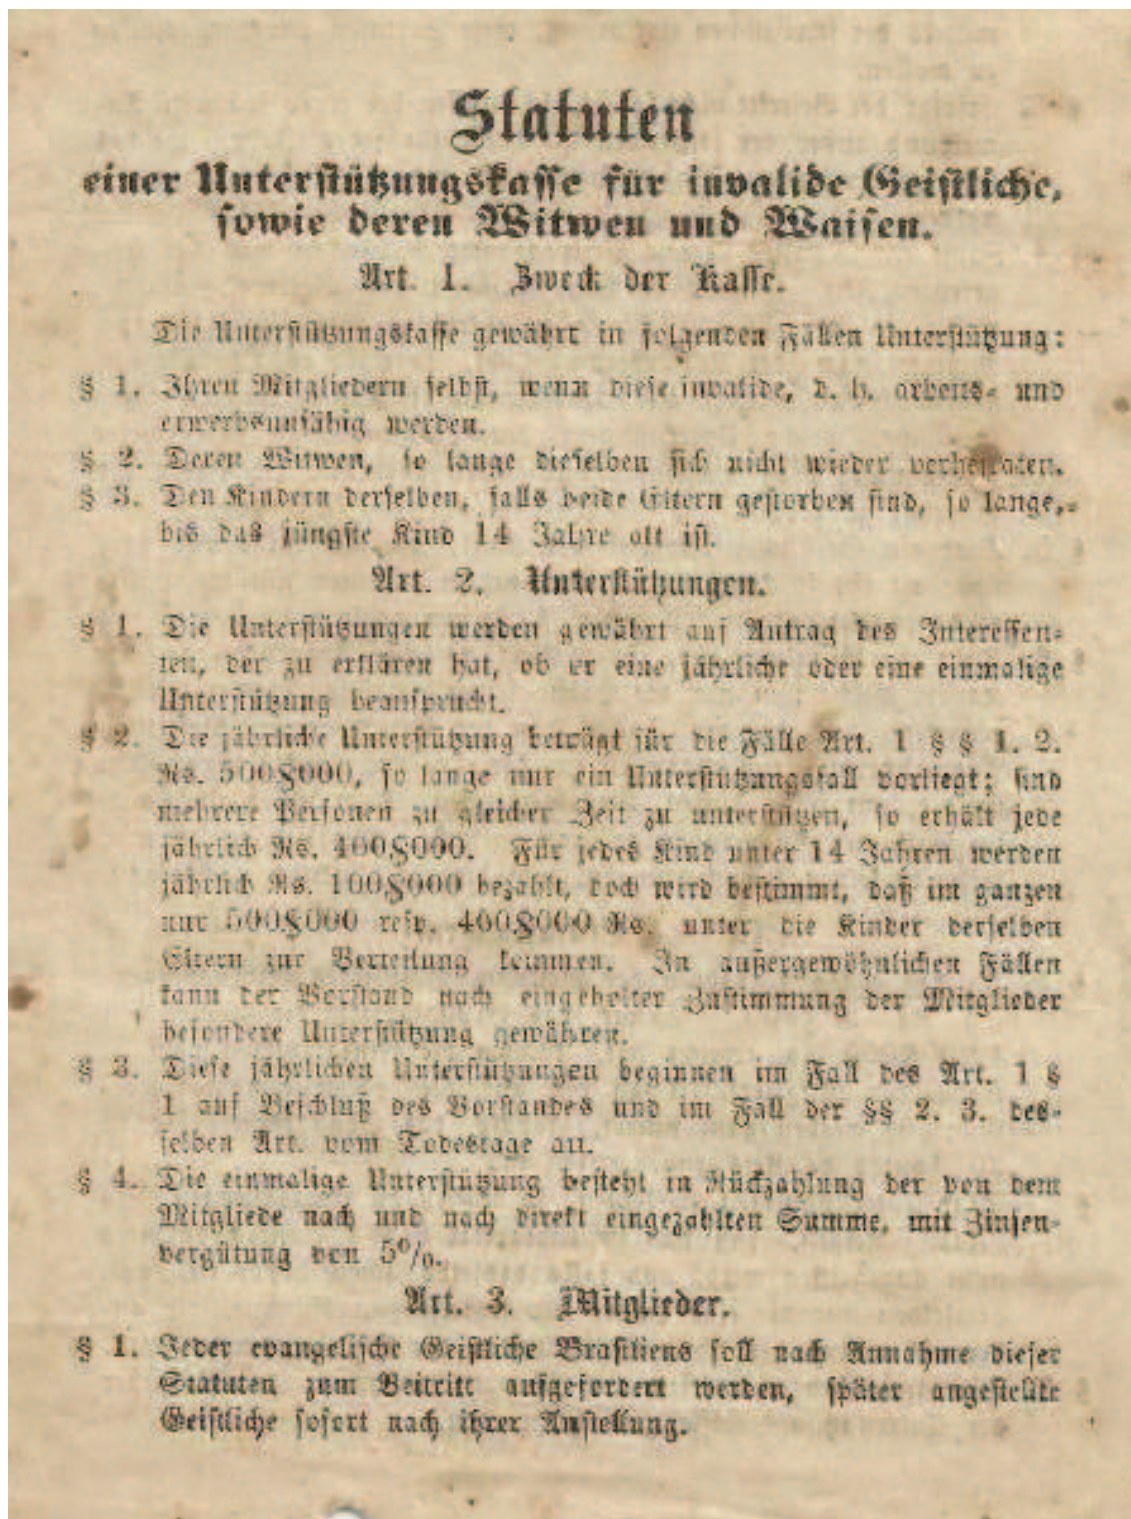 Statuten
einer Unterstützungskasse für invalide Geistliche,
sowie deren Witwen und Waisen.
Art. 1. Zweck der Kasse.
Die Unterstützungskasse gewährt in folgenden Fällen Unterstützung:
§ 1. Ihren Mitgliedern selbst, wenn diese invalide, d. h. arbeits- und
erwerbsunfähig werden.
§ 2. Deren Witwen, so lange dieselben sich nicht wieder verheiraten.
§ 3. Den Kindern derselben, falls beide Eltern gestorben sind, so lange,
bis das jüngste Kind 14 Jahre alt ist.
Art. 2. Unterstützungen.
§ 1. Die Unterstützungen werden gewährt auf Antrag des Interessen-
ten, der zu erklären hat, ob er eine jährliche oder eine einmalige
Unterstützung beansprucht.
§ 2. Die jährliche Unterstützung beträgt für die Fälle Art. 1 § § 1. 2.
Rs. 500$000, so lange nur ein Unterstützungsfall vorliegt; sind
mehrere Personen zu gleicher Zeit zu unterstützen, so erhält jede
jährlich Rs. 400$000. Für jedes Kind unter 14 Jahren werden
jährlich Rs. 100$000 bezahlt, doch wird bestimmt, daß im ganzen
nur 500$000 resp. 400$000 Rs. unter die Kinder derselben
Eltern zur Verteilung kommen. In außergewöhnlichen Fällen
kann der Vorstand nach eingeholter Zustimmung der Mitglieder
besondere Unterstützung gewähren.
§ 3. Diese jährlichen Unterstützungen beginnen im Fall des Art. 1 §
1 auf Beschluß des Vorstandes und im Fall der §§ 2. 3. des-
selben Art. vom Todestage an.
§ 4. Die einmalige Unterstützung besteht in Rückzahlung der von dem
Mitgliede nach und nach direkt eingezahlten Summe, mit Zinsen-
vergütung von 5%.
Art. 3. Mitglieder.
§ 1. Jeder evangelische Geistliche Brasiliens soll nach Annahme dieser
Statuten zum Beitritt aufgefordert werden, später angestellte
Geistliche sofort nach ihrer Anstellung.